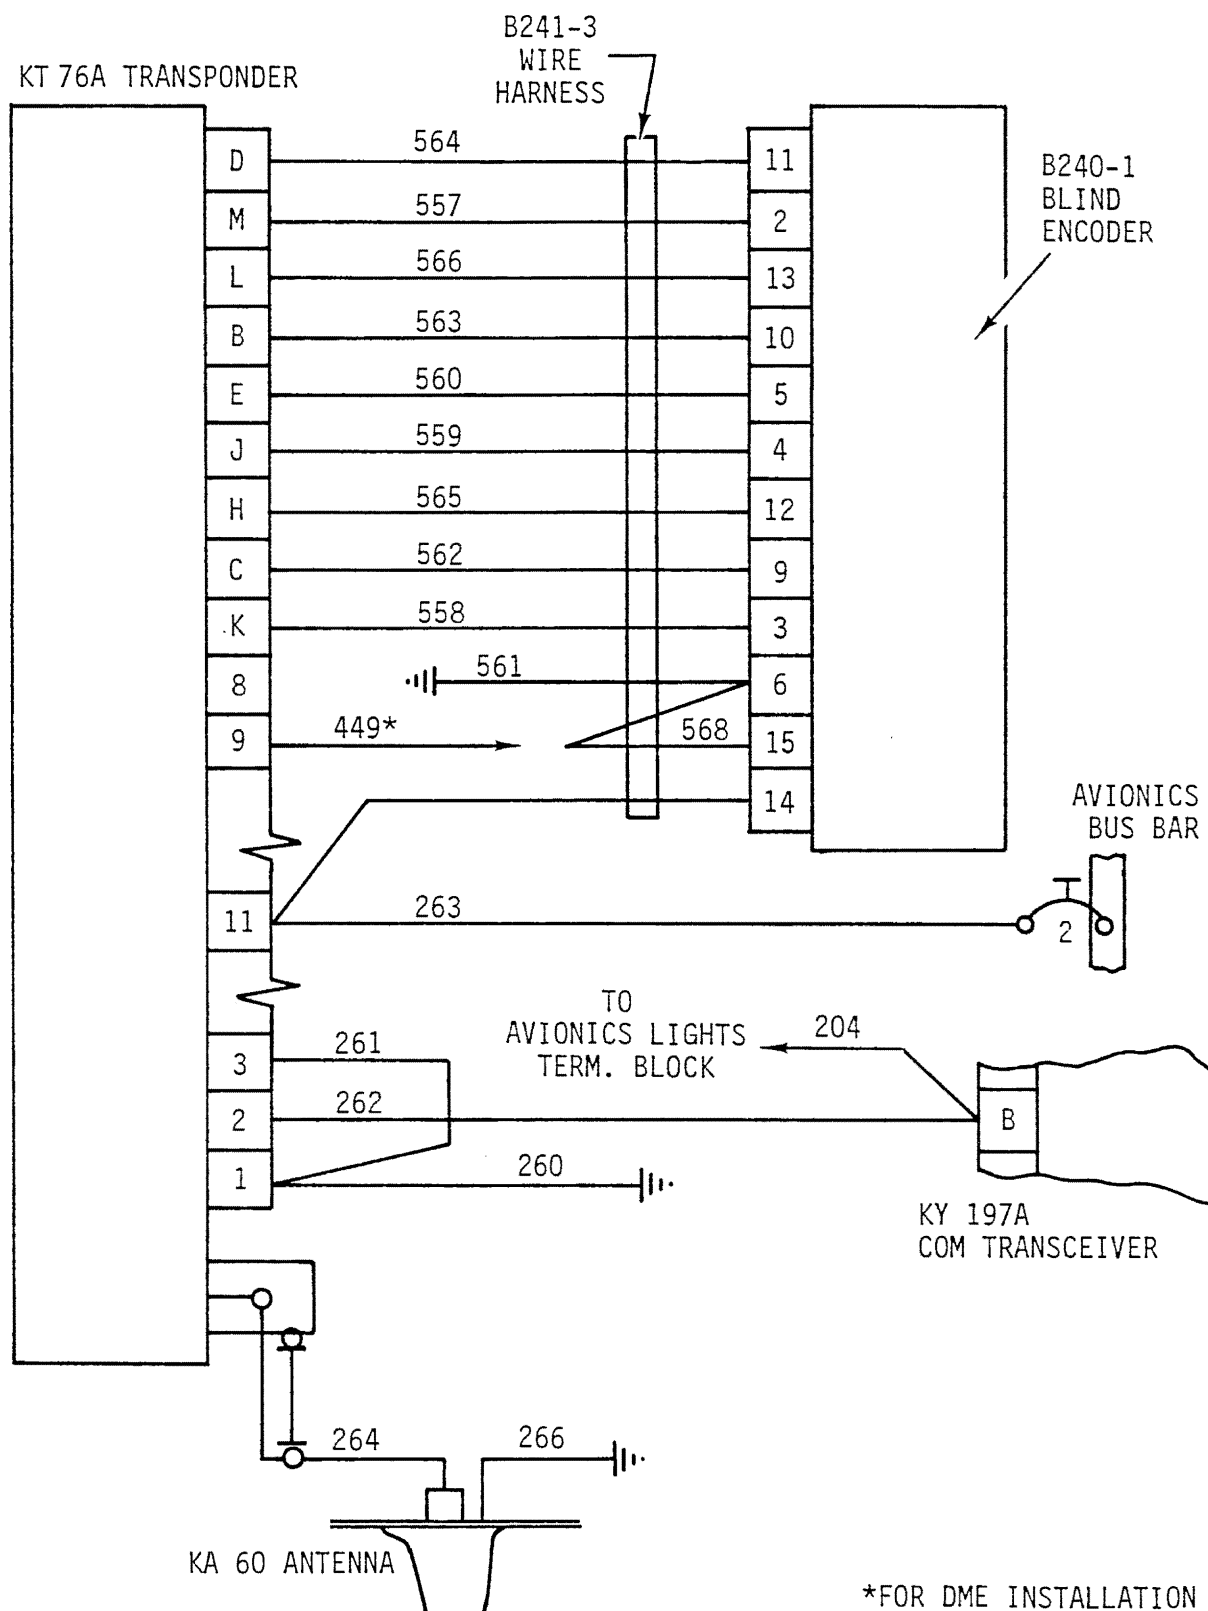 B241-3
WIRE
HARNESS
KT 76A TRANSPONDER
D 564 11
M 557 2
L 566 13
B 563 10
E 560 5
J 559 4
H 565 12
C 562 9
K 558 3
8 561 6
9 449* 568 15
14
B240-1
BLIND
ENCODER
AVIONICS
BUS BAR
11 263 2
TO
AVIONICS LIGHTS
TERM. BLOCK
204
3 261
2 262 B
1 260
KY 197A
COM TRANSCEIVER
264 266
KA 60 ANTENNA
*FOR DME INSTALLATION